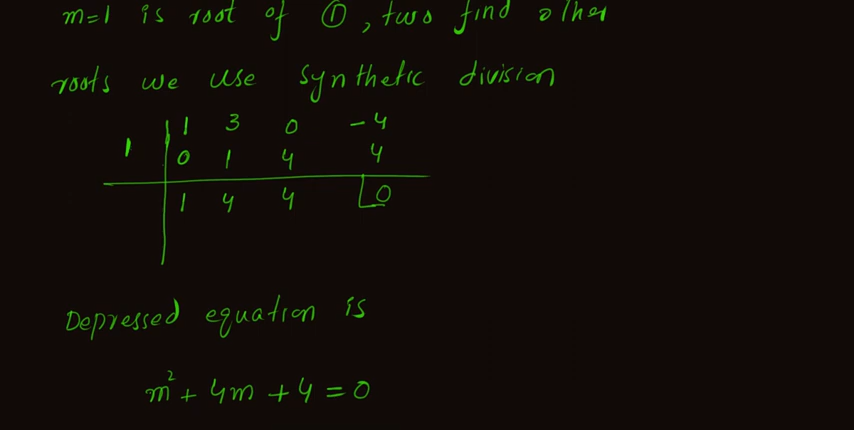 m=1 is root of ①, two find other
roots we use synthetic division
1 | 1 3 0 -4
0 1 4 4
1 4 4 0
Depressed equation is
m² + 4m + 4 = 0